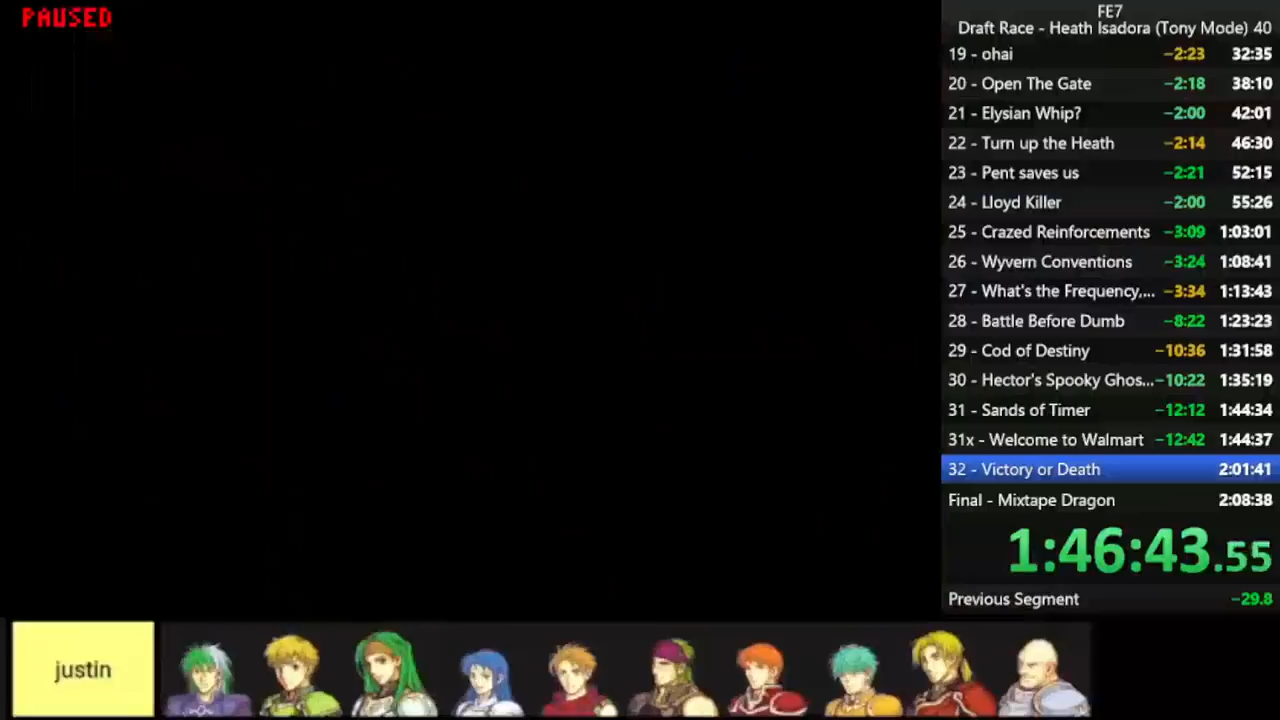 PAUSED
FE7
Draft Race - Heath Isadora (Tony Mode) 40
19 - ohai −2:23 32:35
20 - Open The Gate −2:18 38:10
21 - Elysian Whip? −2:00 42:01
22 - Turn up the Heath −2:14 46:30
23 - Pent saves us −2:21 52:15
24 - Lloyd Killer −2:00 55:26
25 - Crazed Reinforcements −3:09 1:03:01
26 - Wyvern Conventions −3:24 1:08:41
27 - What's the Frequency,... −3:34 1:13:43
28 - Battle Before Dumb −8:22 1:23:23
29 - Cod of Destiny −10:36 1:31:58
30 - Hector's Spooky Ghos... −10:22 1:35:19
31 - Sands of Timer −12:12 1:44:34
31x - Welcome to Walmart −12:42 1:44:37
32 - Victory or Death 2:01:41
Final - Mixtape Dragon 2:08:38
1:46:43.55
Previous Segment −29.8
justin